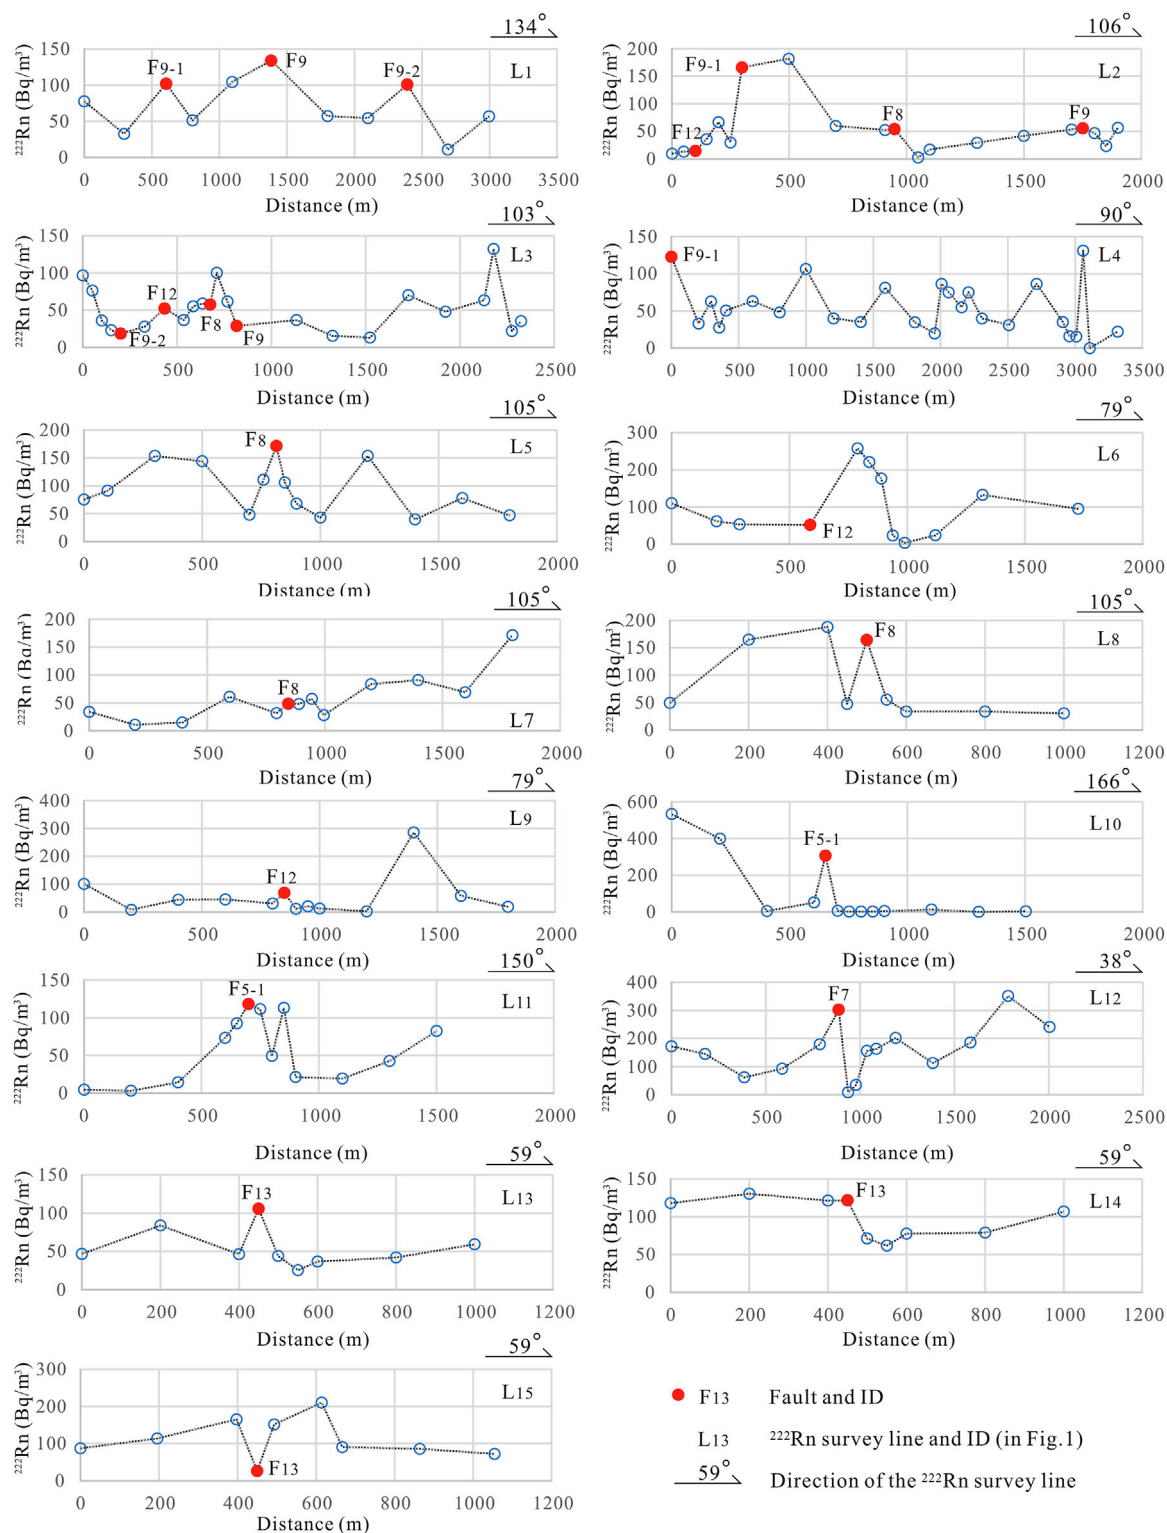 134°
²²²Rn (Bq/m³)
150
100
50
0
F9-1
F9
F9-2
L1
0 500 1000 1500 2000 2500 3000 3500
Distance (m)
106°
²²²Rn (Bq/m³)
200
150
100
50
0
F9-1
F12
F8
F9
L2
0 500 1000 1500 2000
Distance (m)
103°
²²²Rn (Bq/m³)
150
100
50
0
F12
F9-2
F8
F9
L3
0 500 1000 1500 2000 2500
Distance (m)
90°
²²²Rn (Bq/m³)
150
100
50
0
F9-1
L4
0 500 1000 1500 2000 2500 3000 3500
Distance (m)
105°
²²²Rn (Bq/m³)
200
150
100
50
0
F8
L5
0 500 1000 1500 2000
Distance (m)
79°
²²²Rn (Bq/m³)
300
200
100
0
F12
L6
0 500 1000 1500 2000
Distance (m)
105°
²²²Rn (Bq/m³)
200
150
100
50
0
F8
L7
0 500 1000 1500 2000
Distance (m)
105°
²²²Rn (Bq/m³)
200
150
100
50
0
F8
L8
0 200 400 600 800 1000 1200
Distance (m)
79°
²²²Rn (Bq/m³)
400
300
200
100
0
F12
L9
0 500 1000 1500 2000
Distance (m)
166°
²²²Rn (Bq/m³)
600
400
200
0
F5-1
L10
0 500 1000 1500 2000
Distance (m)
150°
²²²Rn (Bq/m³)
150
100
50
0
F5-1
L11
0 500 1000 1500 2000
Distance (m)
38°
²²²Rn (Bq/m³)
400
300
200
100
0
F7
L12
0 500 1000 1500 2000 2500
Distance (m)
59°
²²²Rn (Bq/m³)
150
100
50
0
F13
L13
0 200 400 600 800 1000 1200
Distance (m)
59°
²²²Rn (Bq/m³)
150
100
50
0
F13
L14
0 200 400 600 800 1000 1200
Distance (m)
59°
²²²Rn (Bq/m³)
300
200
100
0
F13
L15
0 200 400 600 800 1000 1200
Distance (m)
F13 Fault and ID
L13 ²²²Rn survey line and ID (in Fig.1)
59° Direction of the ²²²Rn survey line